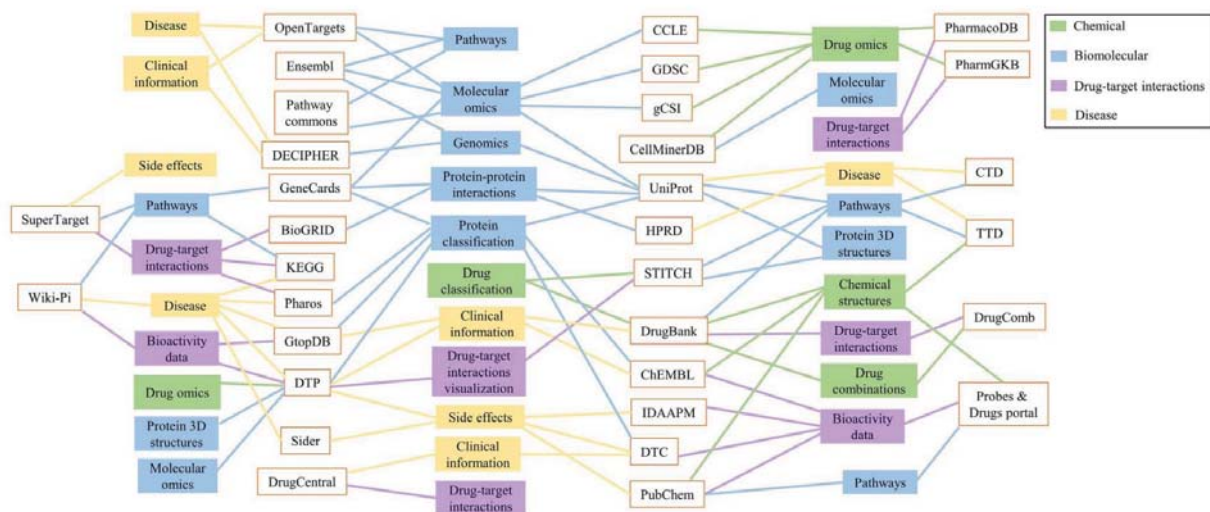 Disease
Clinical
information
Side effects
SuperTarget
Pathways
Drug-target
interactions
Wiki-Pi
Disease
Bioactivity
data
Drug omics
Protein 3D
structures
Molecular
omics
OpenTargets
Ensembl
Pathway
commons
DECIPHER
GeneCards
BioGRID
KEGG
Pharos
GtopDB
DTP
Sider
DrugCentral
Pathways
Molecular
omics
Genomics
Protein-protein
interactions
Protein
classification
Drug
classification
Clinical
information
Drug-target
interactions
visualization
Side effects
Clinical
information
Drug-target
interactions
CCLE
GDSC
gCSI
CellMinerDB
UniProt
HPRD
STITCH
DrugBank
ChEMBL
IDAAPM
DTC
PubChem
Drug omics
Molecular
omics
Drug-target
interactions
Disease
Pathways
Protein 3D
structures
Chemical
structures
Drug-target
interactions
Drug
combinations
Bioactivity
data
Pathways
PharmacoDB
PharmGKB
CTD
TTD
DrugComb
Probes &
Drugs portal
Chemical
Biomolecular
Drug-target interactions
Disease